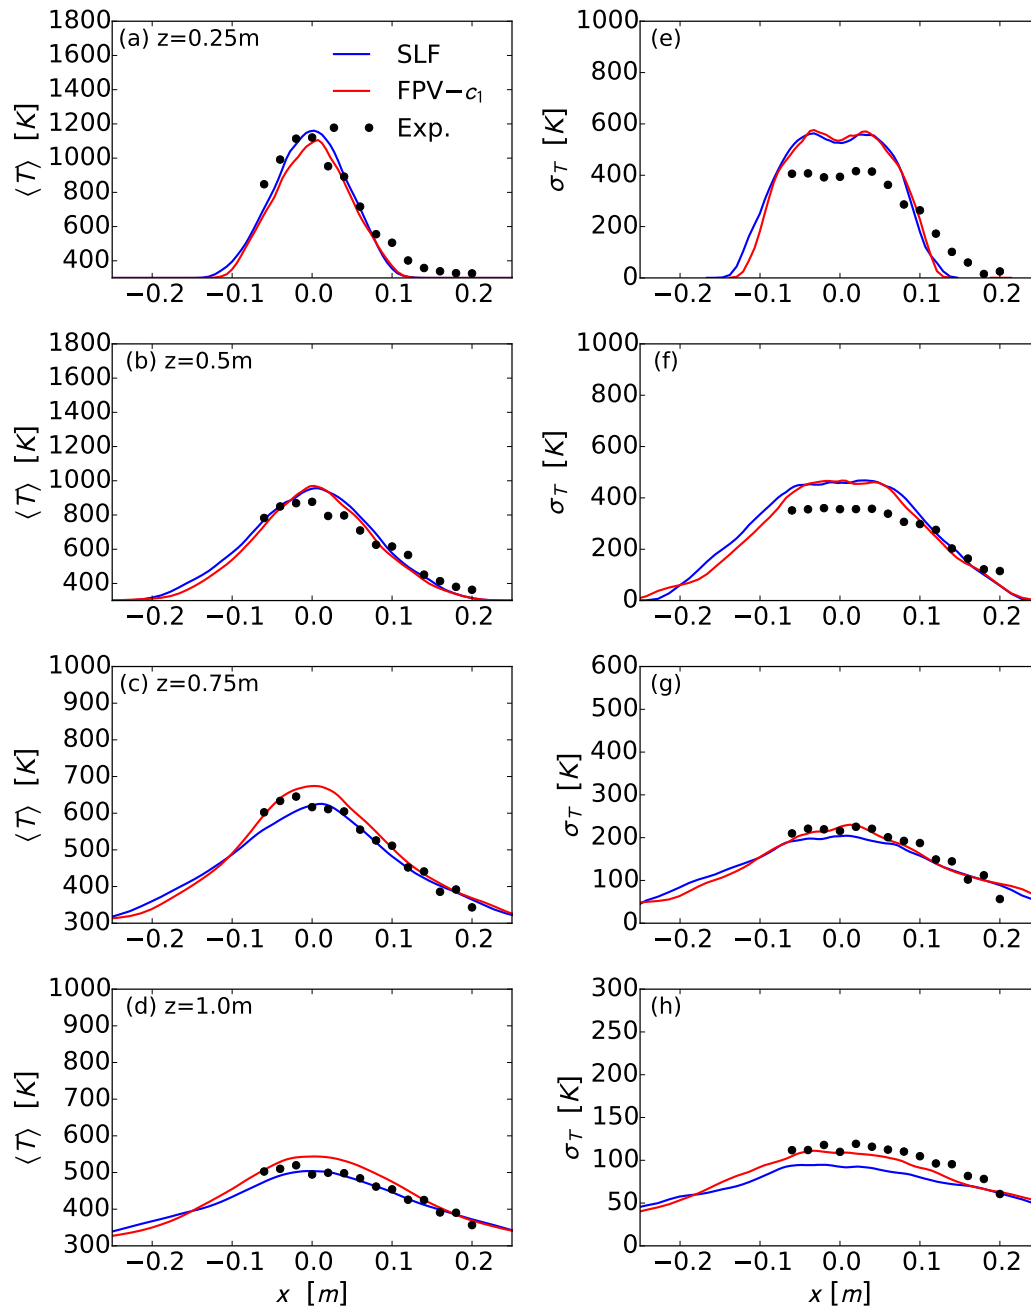 (a) z=0.25m
SLF
FPV−c₁
Exp.
⟨T⟩ [K]
1800
1600
1400
1200
1000
800
600
400
−0.2 −0.1 0.0 0.1 0.2
(e)
σT [K]
1000
800
600
400
200
0
−0.2 −0.1 0.0 0.1 0.2
(b) z=0.5m
⟨T⟩ [K]
1800
1600
1400
1200
1000
800
600
400
−0.2 −0.1 0.0 0.1 0.2
(f)
σT [K]
1000
800
600
400
200
0
−0.2 −0.1 0.0 0.1 0.2
(c) z=0.75m
⟨T⟩ [K]
1000
900
800
700
600
500
400
300
−0.2 −0.1 0.0 0.1 0.2
(g)
σT [K]
600
500
400
300
200
100
0
−0.2 −0.1 0.0 0.1 0.2
(d) z=1.0m
⟨T⟩ [K]
1000
900
800
700
600
500
400
300
−0.2 −0.1 0.0 0.1 0.2
x [m]
(h)
σT [K]
300
250
200
150
100
50
0
−0.2 −0.1 0.0 0.1 0.2
x [m]